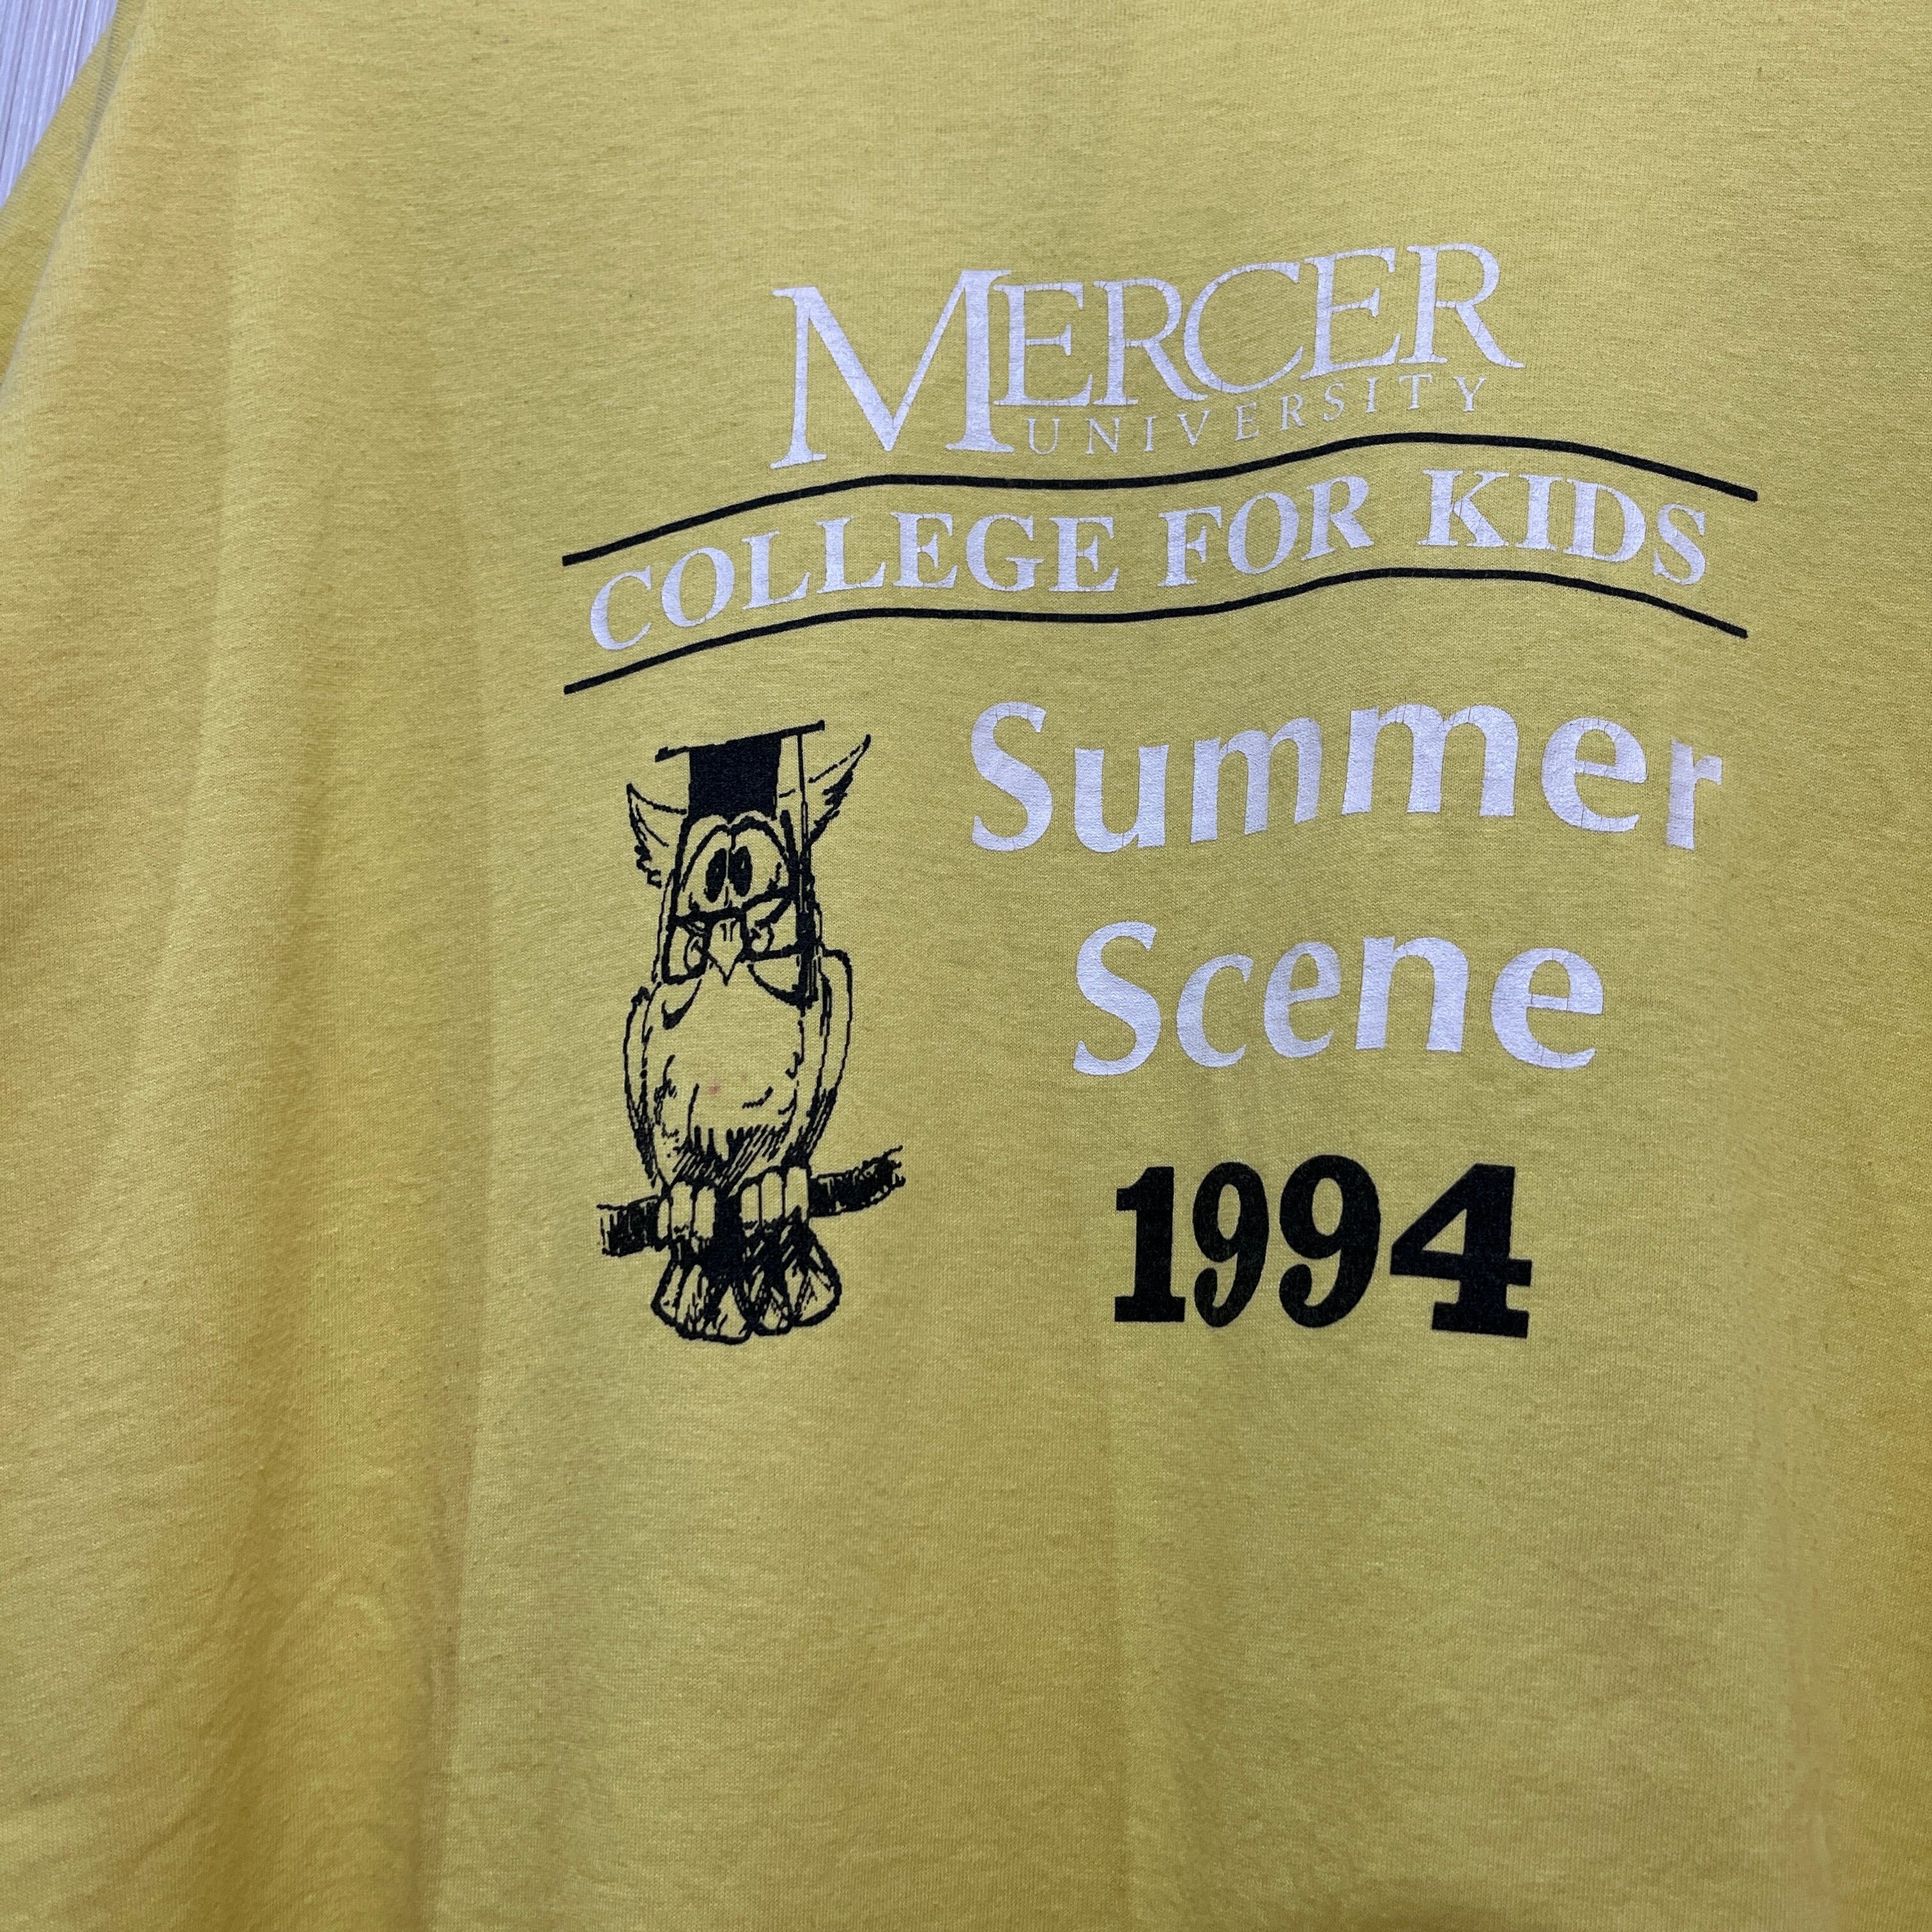 MERCER
UNIVERSITY
COLLEGE FOR KIDS
Summer
Scene
1994